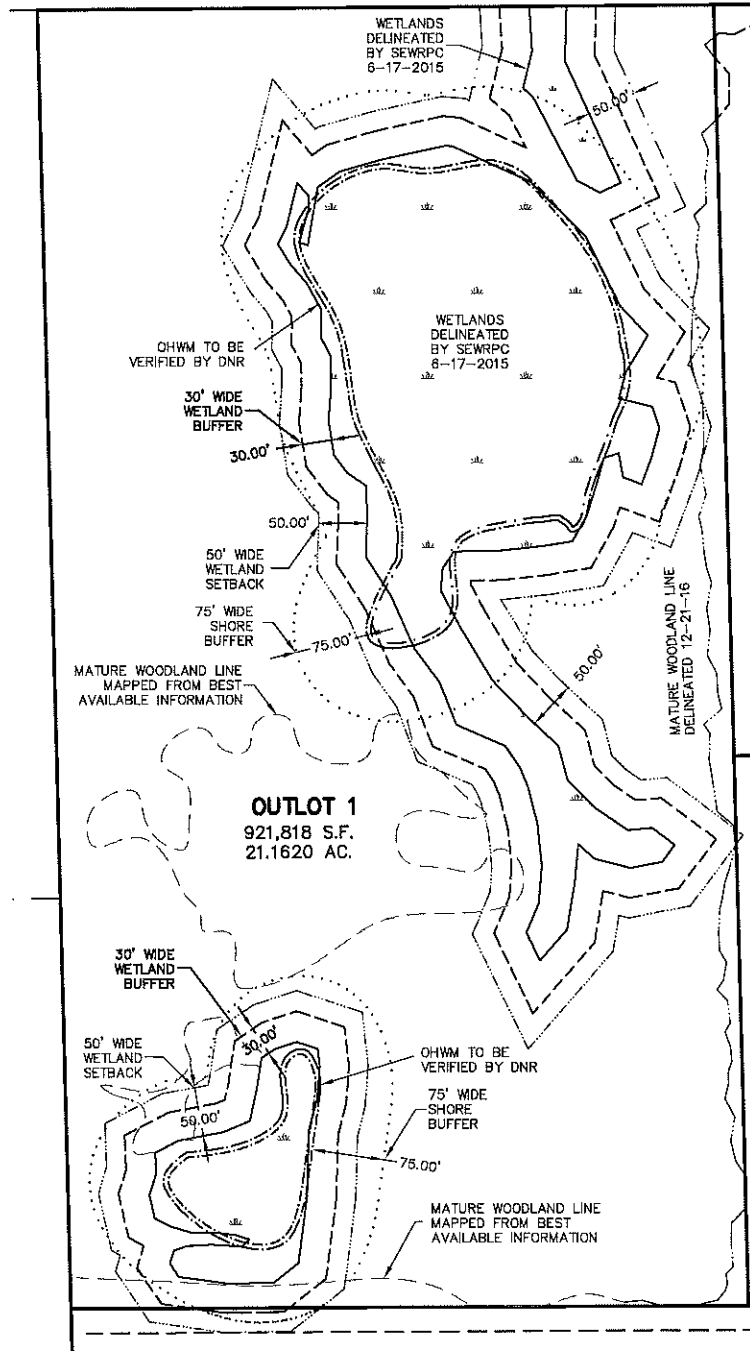 WETLANDS
DELINEATED
BY SEWRPC
6-17-2015
50.00'
WETLANDS
DELINEATED
BY SEWRPC
6-17-2015
OHWM TO BE
VERIFIED BY DNR
30' WIDE
WETLAND
BUFFER
30.00'
50.00'
50' WIDE
WETLAND
SETBACK
75' WIDE
SHORE
BUFFER
75.00'
50.00'
MATURE WOODLAND LINE
DELINEATED 12-21-16
MATURE WOODLAND LINE
MAPPED FROM BEST
AVAILABLE INFORMATION
OUTLOT 1
921,818 S.F.
21.1620 AC.
30' WIDE
WETLAND
BUFFER
30.00'
50' WIDE
WETLAND
SETBACK
50.00'
OHWM TO BE
VERIFIED BY DNR
75' WIDE
SHORE
BUFFER
75.00'
MATURE WOODLAND LINE
MAPPED FROM BEST
AVAILABLE INFORMATION